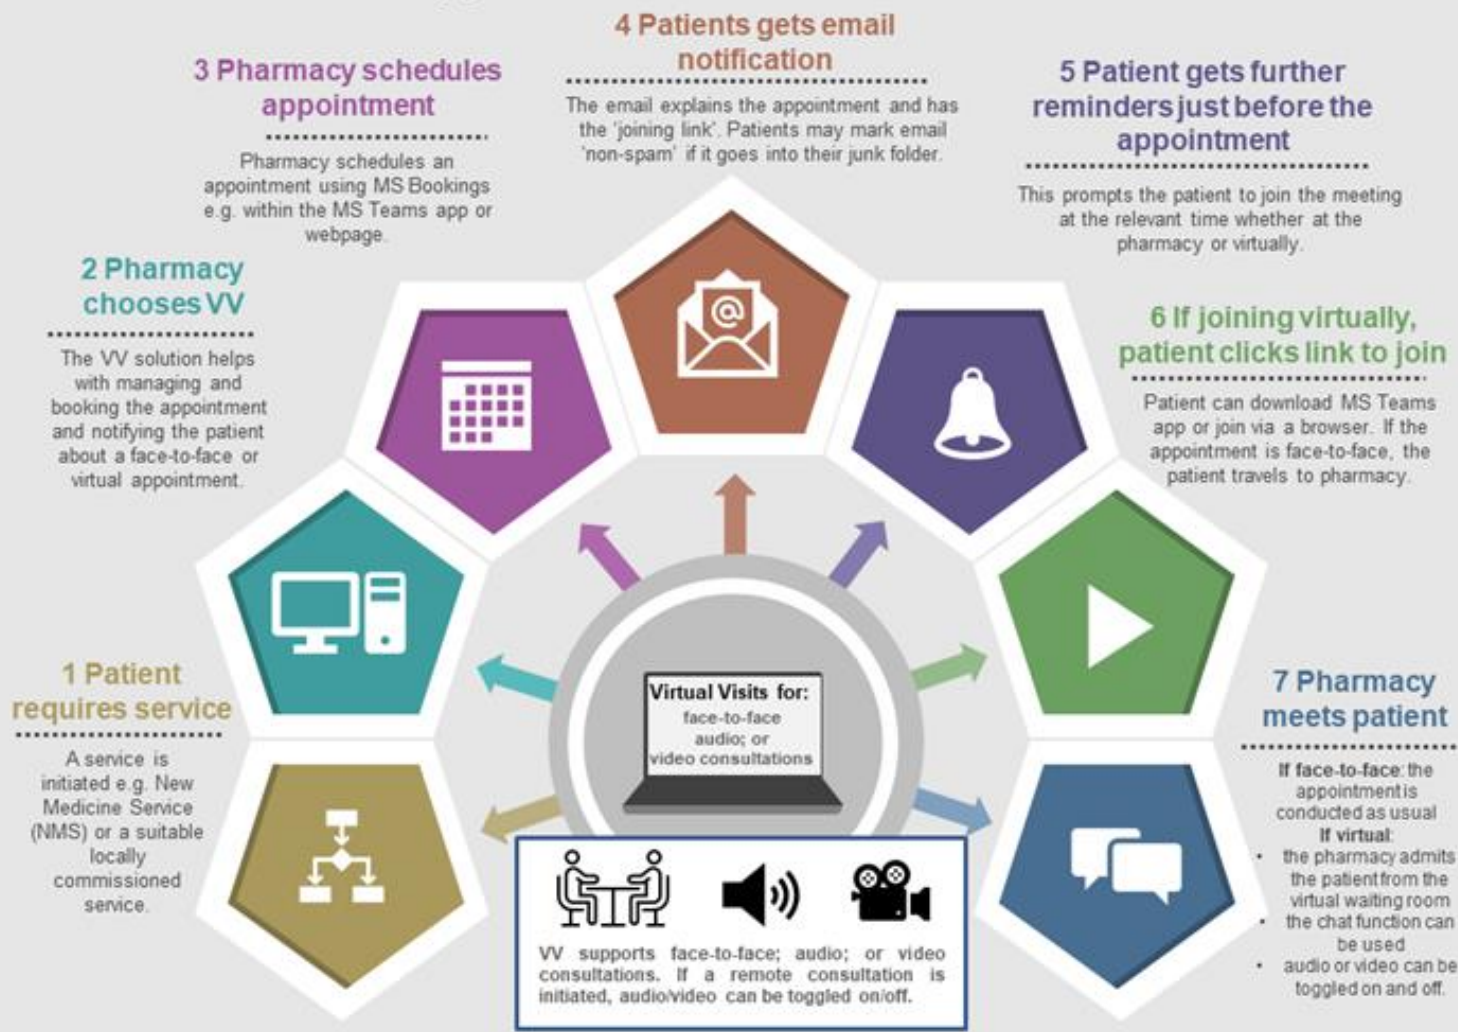 4 Patients gets email
notification
The email explains the appointment and has
the 'joining link'. Patients may mark email
'non-spam' if it goes into their junk folder.
3 Pharmacy schedules
appointment
Pharmacy schedules an
appointment using MS Bookings
e.g. within the MS Teams app or
webpage.
5 Patient gets further
reminders just before the
appointment
This prompts the patient to join the meeting
at the relevant time whether at the
pharmacy or virtually.
2 Pharmacy
chooses VV
The VV solution helps
with managing and
booking the appointment
and notifying the patient
about a face-to-face or
virtual appointment.
6 If joining virtually,
patient clicks link to join
Patient can download MS Teams
app or join via a browser. If the
appointment is face-to-face, the
patient travels to pharmacy.
1 Patient
requires service
A service is
initiated e.g. New
Medicine Service
(NMS) or a suitable
locally
commissioned
service.
@
Virtual Visits for:
face-to-face
audio; or
video consultations
7 Pharmacy
meets patient
If face-to-face: the
appointment is
conducted as usual
If virtual:
• the pharmacy admits
the patient from the
virtual waiting room
• the chat function can
be used
• audio or video can be
toggled on and off.
VV supports face-to-face; audio; or video
consultations. If a remote consultation is
initiated, audio/video can be toggled on/off.